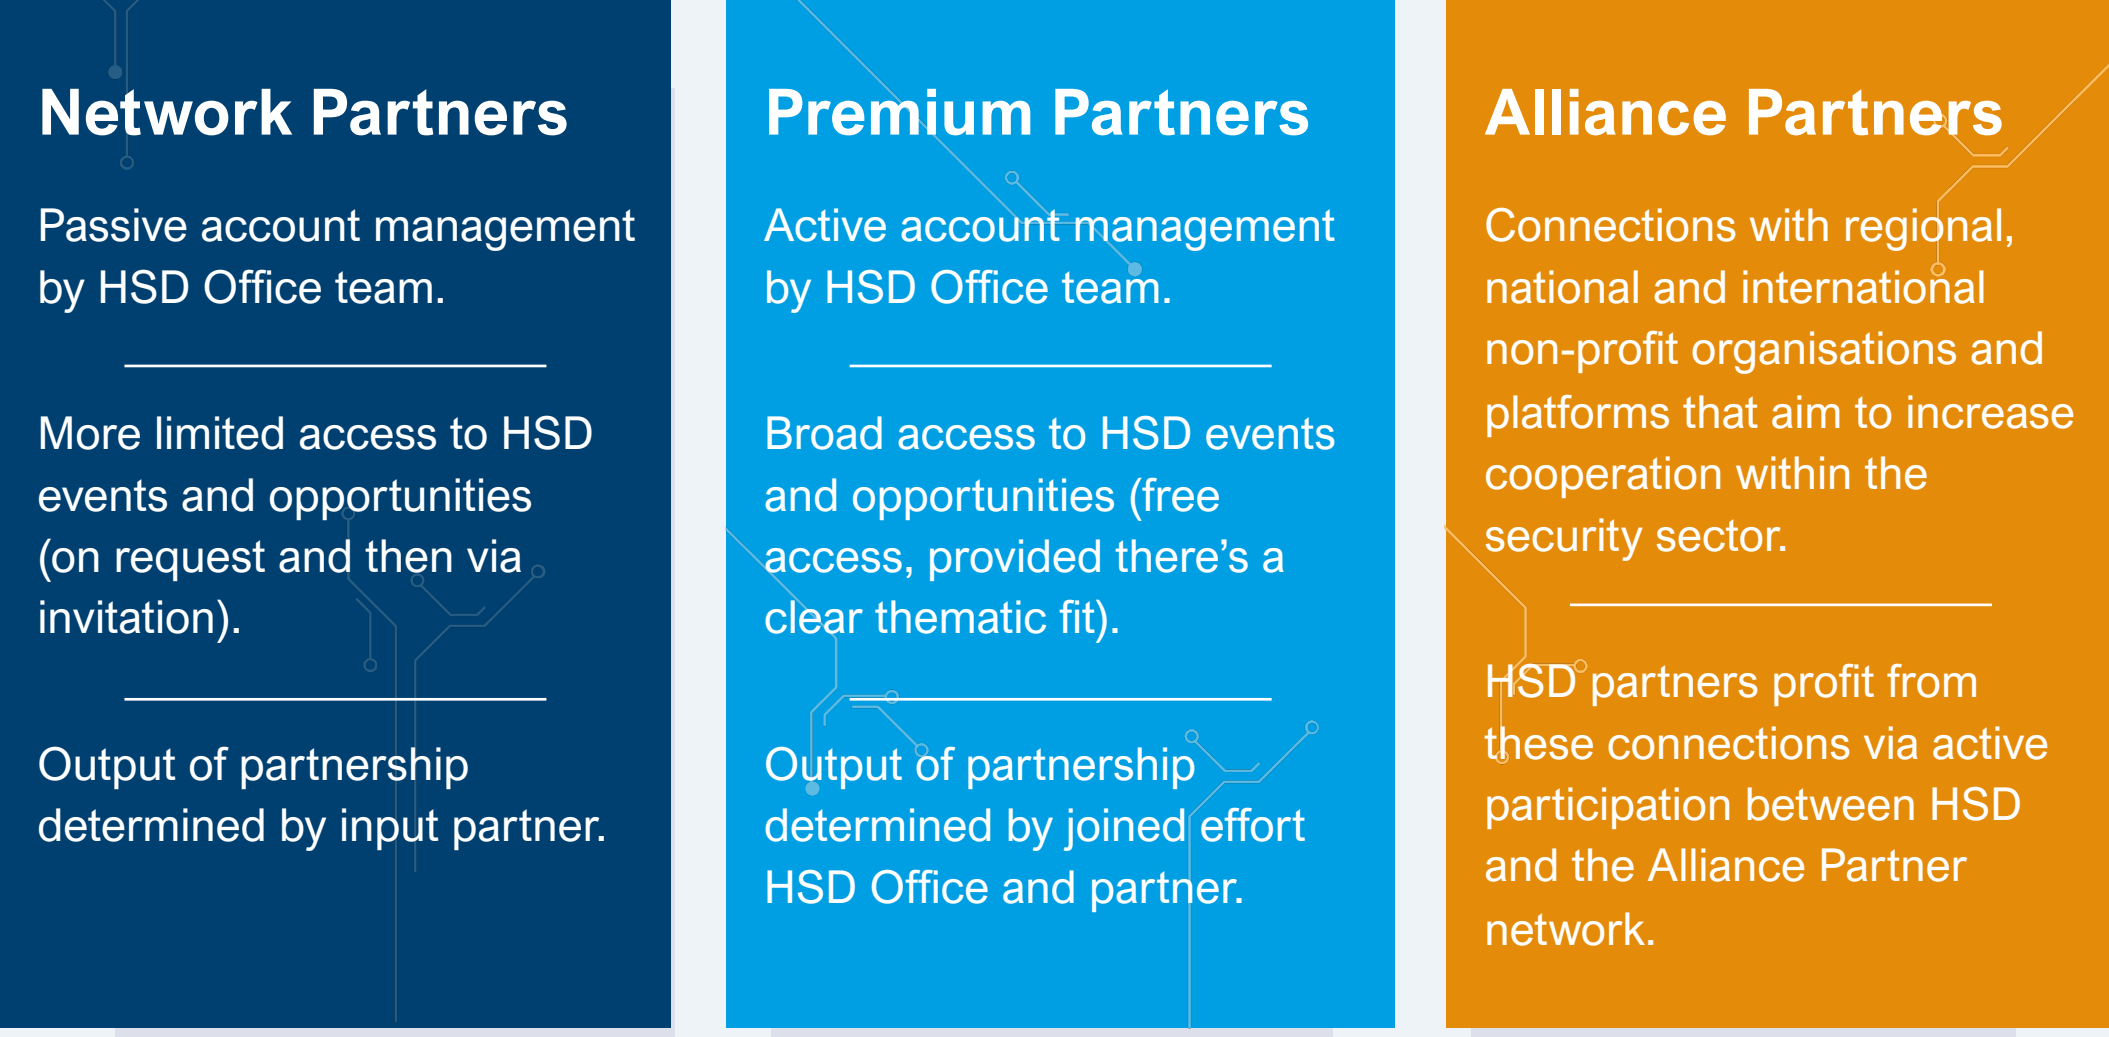 Network Partners
Passive account management
by HSD Office team.
More limited access to HSD
events and opportunities
(on request and then via
invitation).
Output of partnership
determined by input partner.
Premium Partners
Active account management
by HSD Office team.
Broad access to HSD events
and opportunities (free
access, provided there’s a
clear thematic fit).
Output of partnership
determined by joined effort
HSD Office and partner.
Alliance Partners
Connections with regional,
national and international
non-profit organisations and
platforms that aim to increase
cooperation within the
security sector.
HSD partners profit from
these connections via active
participation between HSD
and the Alliance Partner
network.